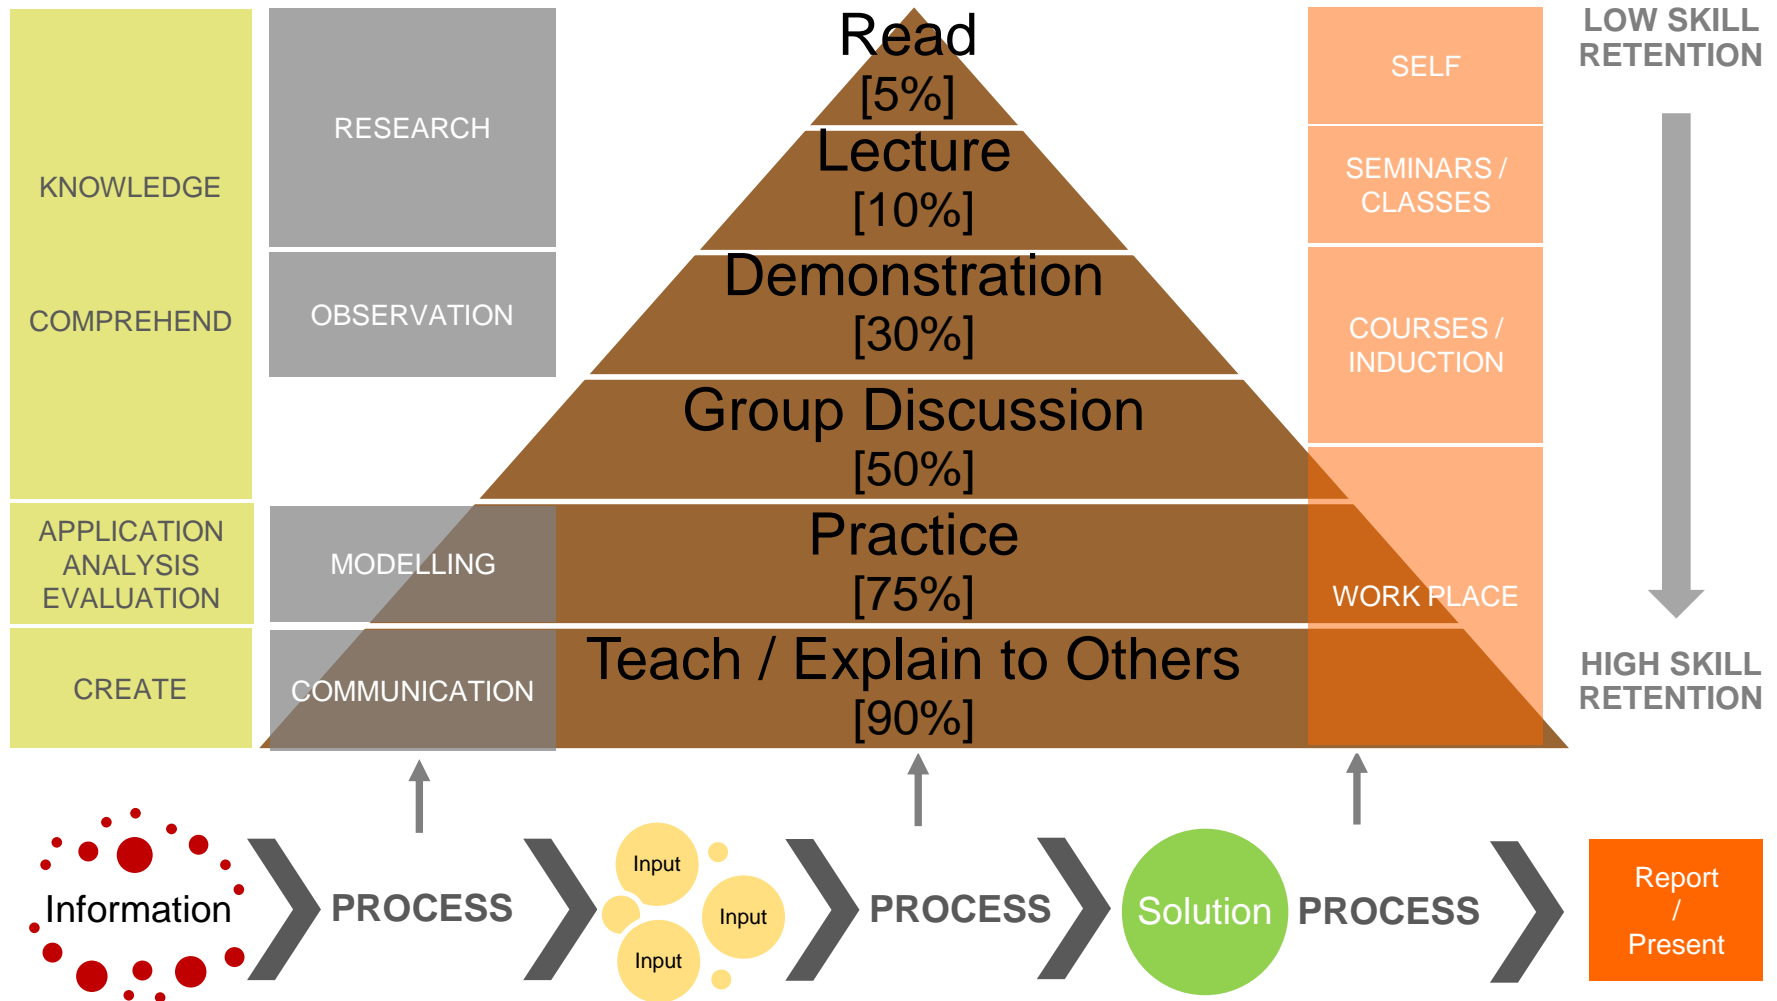 KNOWLEDGE
COMPREHEND
APPLICATION
ANALYSIS
EVALUATION
CREATE
RESEARCH
OBSERVATION
MODELLING
COMMUNICATION
Read
[5%]
Lecture
[10%]
Demonstration
[30%]
Group Discussion
[50%]
Practice
[75%]
Teach / Explain to Others
[90%]
SELF
SEMINARS /
CLASSES
COURSES /
INDUCTION
WORK PLACE
LOW SKILL
RETENTION
HIGH SKILL
RETENTION
Information
PROCESS
Input
Input
Input
PROCESS
Solution
PROCESS
Report
/
Present